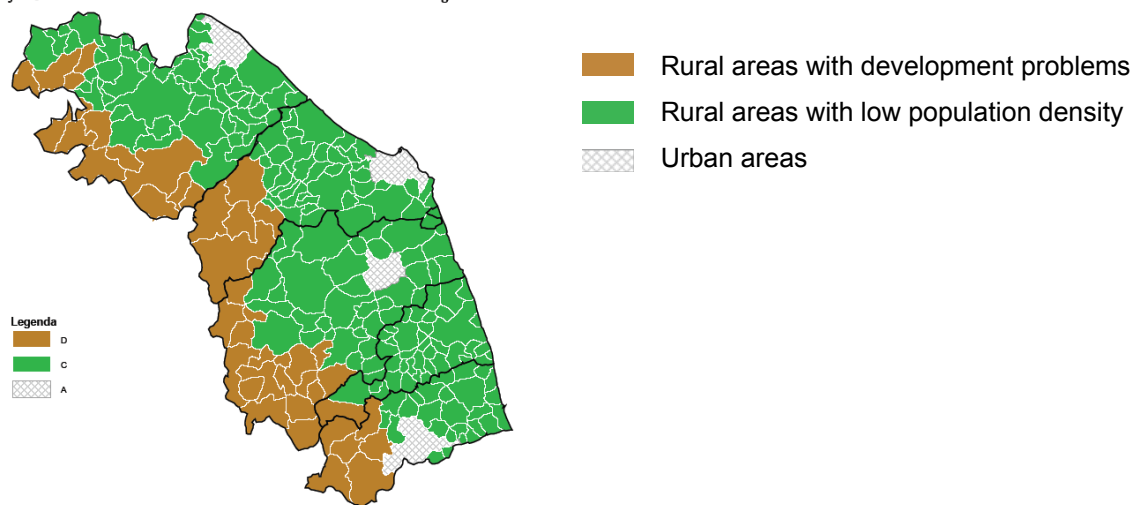 Rural areas with development problems
Rural areas with low population density
Urban areas
Legenda
D
C
A